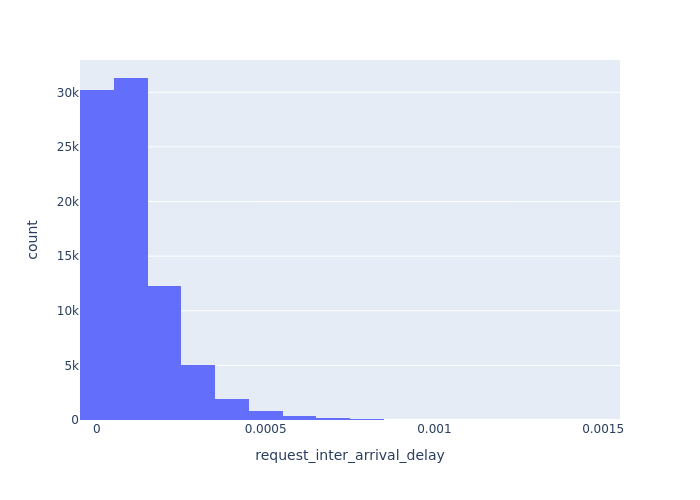 30k
25k
20k
15k
10k
5k
0
count
0 0.0005 0.001 0.0015
request_inter_arrival_delay